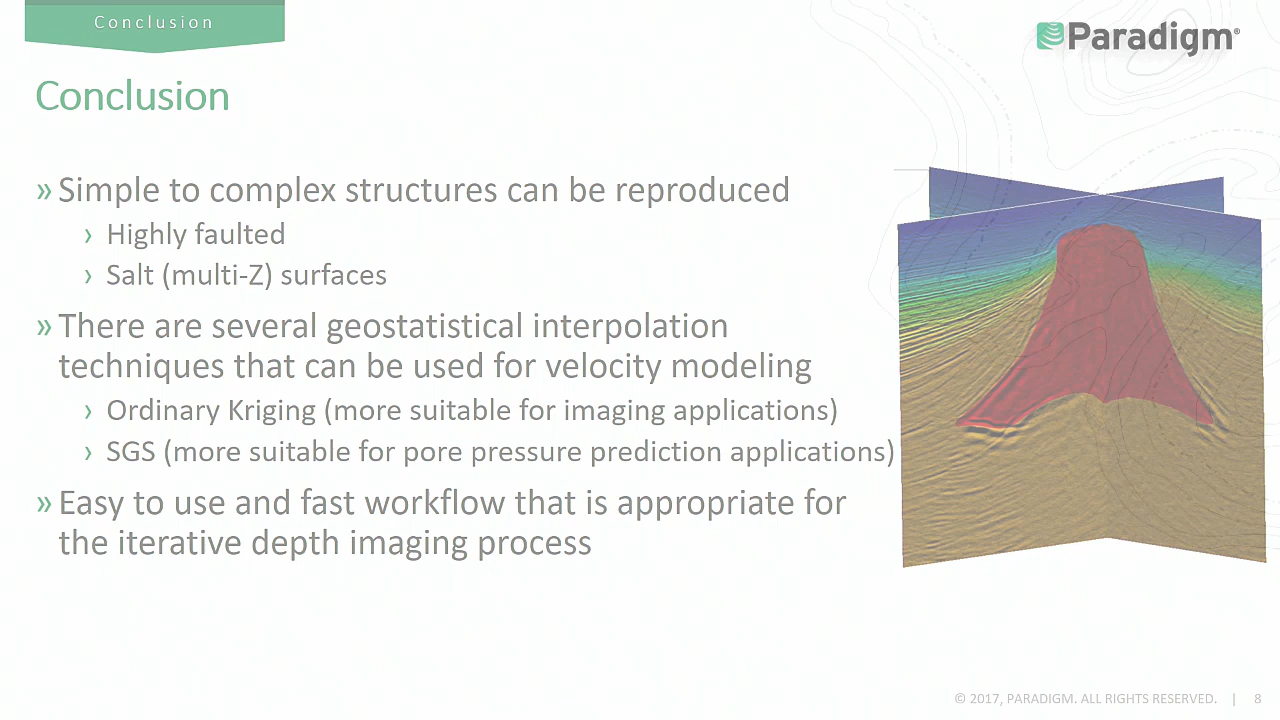 Conclusion
Paradigm®
Conclusion
» Simple to complex structures can be reproduced
› Highly faulted
› Salt (multi-Z) surfaces
» There are several geostatistical interpolation
techniques that can be used for velocity modeling
› Ordinary Kriging (more suitable for imaging applications)
› SGS (more suitable for pore pressure prediction applications)
» Easy to use and fast workflow that is appropriate for
the iterative depth imaging process
© 2017, PARADIGM. ALL RIGHTS RESERVED. | 8